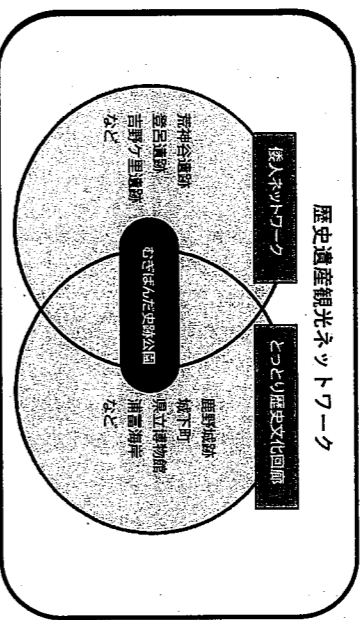 歴史遺産観光ネットワーク
倭人ネットワーク
とっとり歴史文化回廊
荒神谷遺跡
登呂遺跡
吉野ケ里遺跡
など
むきばんだ史跡公園
鹿野城跡
城下町
県立博物館
浦富海岸
など